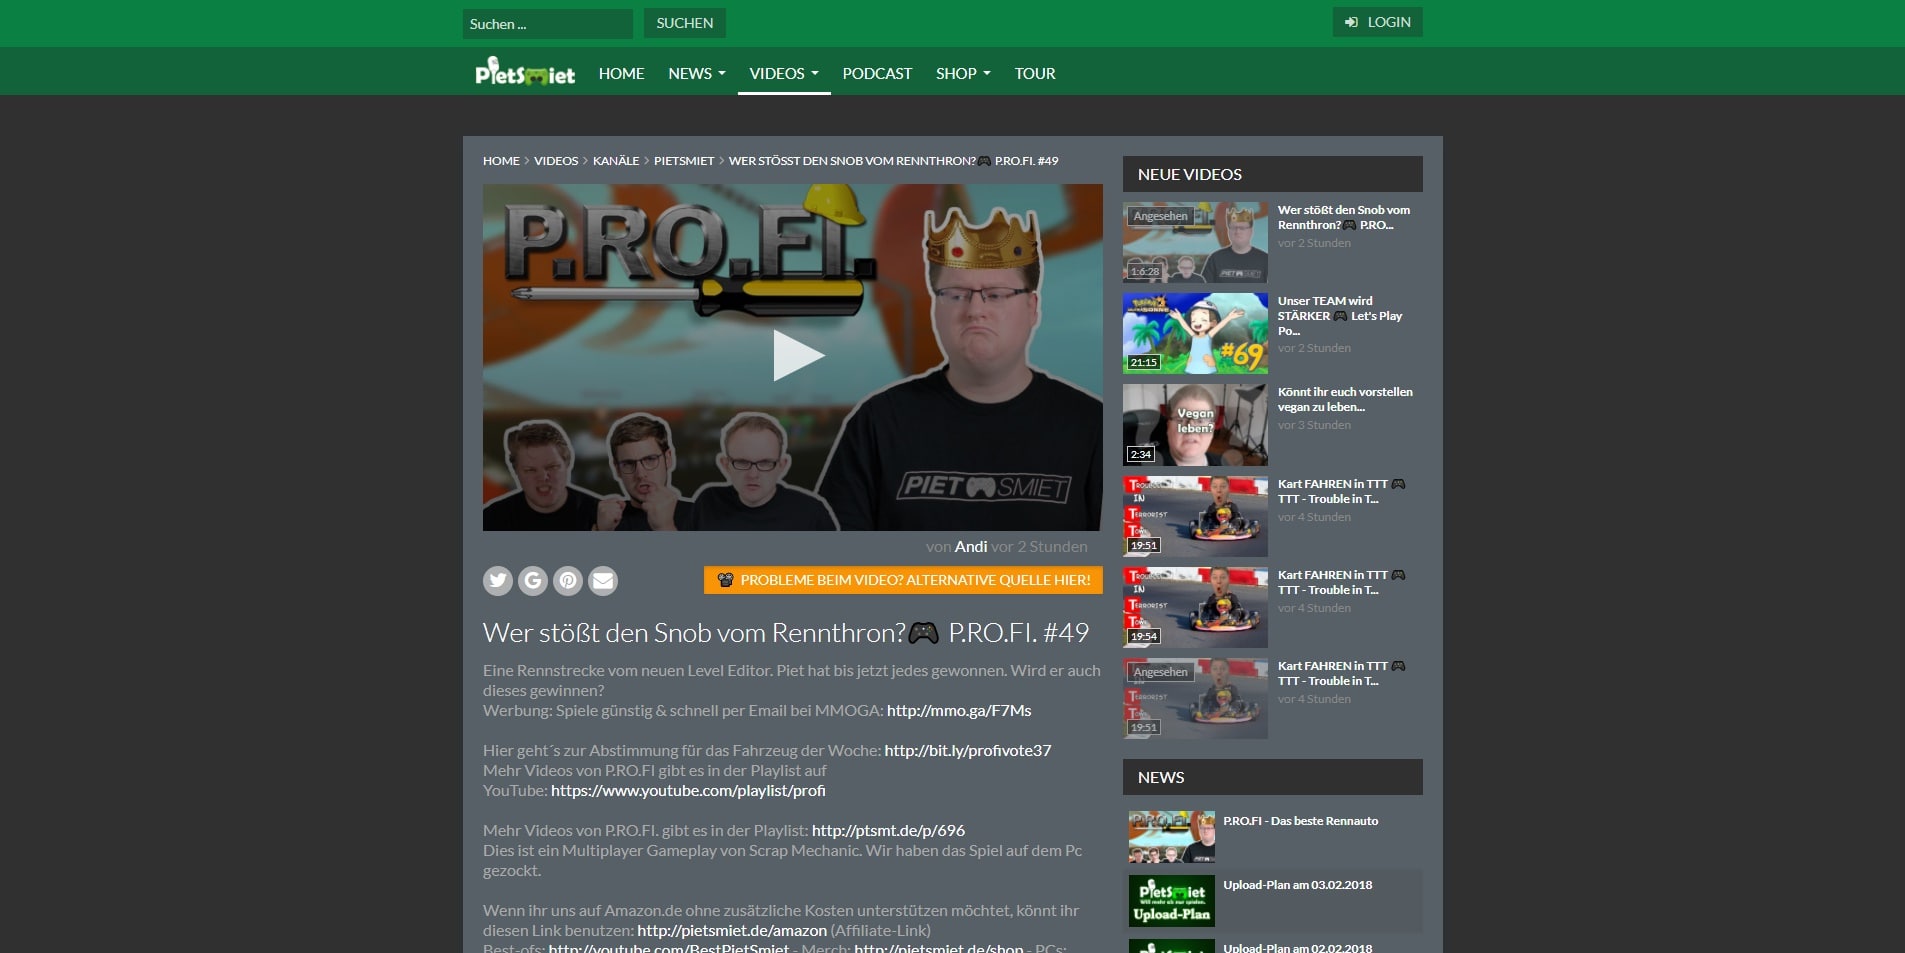 Suchen ...
SUCHEN
LOGIN
PietSmiet
HOME
NEWS
VIDEOS
PODCAST
SHOP
TOUR
HOME > VIDEOS > KANÄLE > PIETSMIET > WER STÖSST DEN SNOB VOM RENNTHRON?🎮 P.RO.FI. #49
P.RO.FI.
PIET SMIET
von Andi vor 2 Stunden
PROBLEME BEIM VIDEO? ALTERNATIVE QUELLE HIER!
Wer stößt den Snob vom Rennthron?🎮 P.RO.FI. #49
Eine Rennstrecke vom neuen Level Editor. Piet hat bis jetzt jedes gewonnen. Wird er auch
dieses gewinnen?
Werbung: Spiele günstig & schnell per Email bei MMOGA: http://mmo.ga/F7Ms
Hier geht´s zur Abstimmung für das Fahrzeug der Woche: http://bit.ly/profivote37
Mehr Videos von P.RO.FI gibt es in der Playlist auf
YouTube: https://www.youtube.com/playlist/profi
Mehr Videos von P.RO.FI. gibt es in der Playlist: http://ptsmt.de/p/696
Dies ist ein Multiplayer Gameplay von Scrap Mechanic. Wir haben das Spiel auf dem Pc
gezockt.
Wenn ihr uns auf Amazon.de ohne zusätzliche Kosten unterstützen möchtet, könnt ihr
diesen Link benutzen: http://pietsmiet.de/amazon (Affiliate-Link)
Best-ofs: http://youtube.com/BestPietSmiet - Merch: http://pietsmiet.de/shop - PCs:
NEUE VIDEOS
Angesehen
1:6:28
PIET SMIET
Wer stößt den Snob vom
Rennthron?🎮 P.RO...
vor 2 Stunden
#69
21:15
Unser TEAM wird
STÄRKER 🎮 Let's Play
Po...
vor 2 Stunden
Vegan
leben?
2:34
Könnt ihr euch vorstellen
vegan zu leben...
vor 3 Stunden
TROUBLE
IN
TERRORIST
TOWN
19:51
Kart FAHREN in TTT 🎮
TTT - Trouble in T...
vor 4 Stunden
TROUBLE
IN
TERRORIST
TOWN
19:54
Kart FAHREN in TTT 🎮
TTT - Trouble in T...
vor 4 Stunden
Angesehen
IN
TERRORIST
19:51
Kart FAHREN in TTT 🎮
TTT - Trouble in T...
vor 4 Stunden
NEWS
P.RO.FI.
P.RO.FI - Das beste Rennauto
PietSmiet
Upload-Plan
Upload-Plan am 03.02.2018
Upload-Plan am 02.02.2018